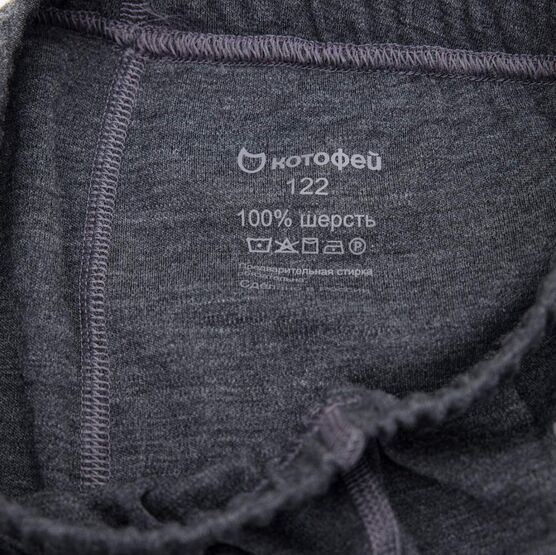 котофей
122
100% шерсть
P
Предварительная стирка